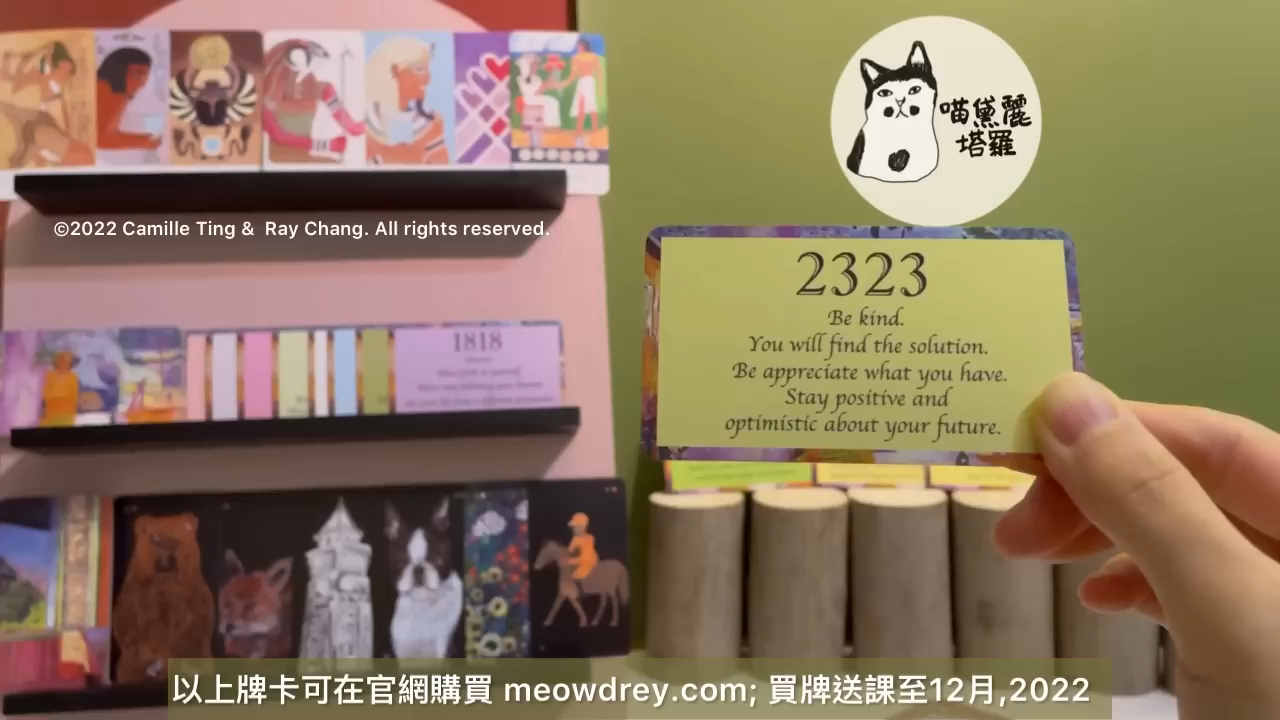 喵黛麗
塔羅
©2022 Camille Ting & Ray Chang. All rights reserved.
2323
Be kind.
You will find the solution.
Be appreciate what you have.
Stay positive and
optimistic about your future.
1818
以上牌卡可在官網購買 meowdrey.com; 買牌送課至12月,2022